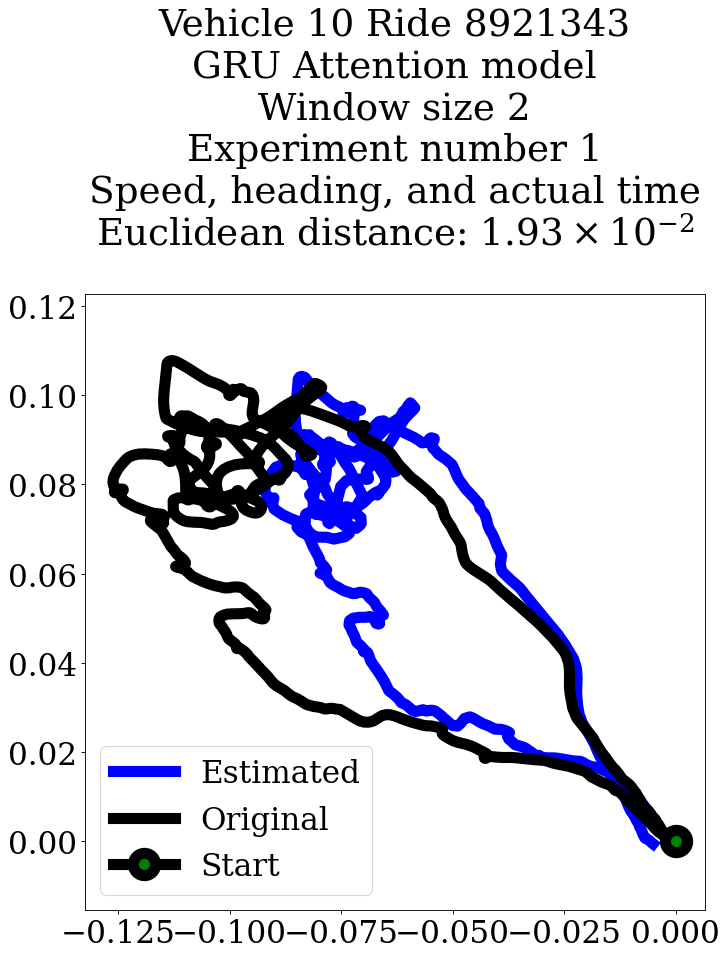 Vehicle 10 Ride 8921343
GRU Attention model
Window size 2
Experiment number 1
Speed, heading, and actual time
Euclidean distance: 1.93 × 10⁻²
0.12
0.10
0.08
0.06
0.04
0.02
0.00
Estimated
Original
Start
−0.125 −0.100 −0.075 −0.050 −0.025 0.000